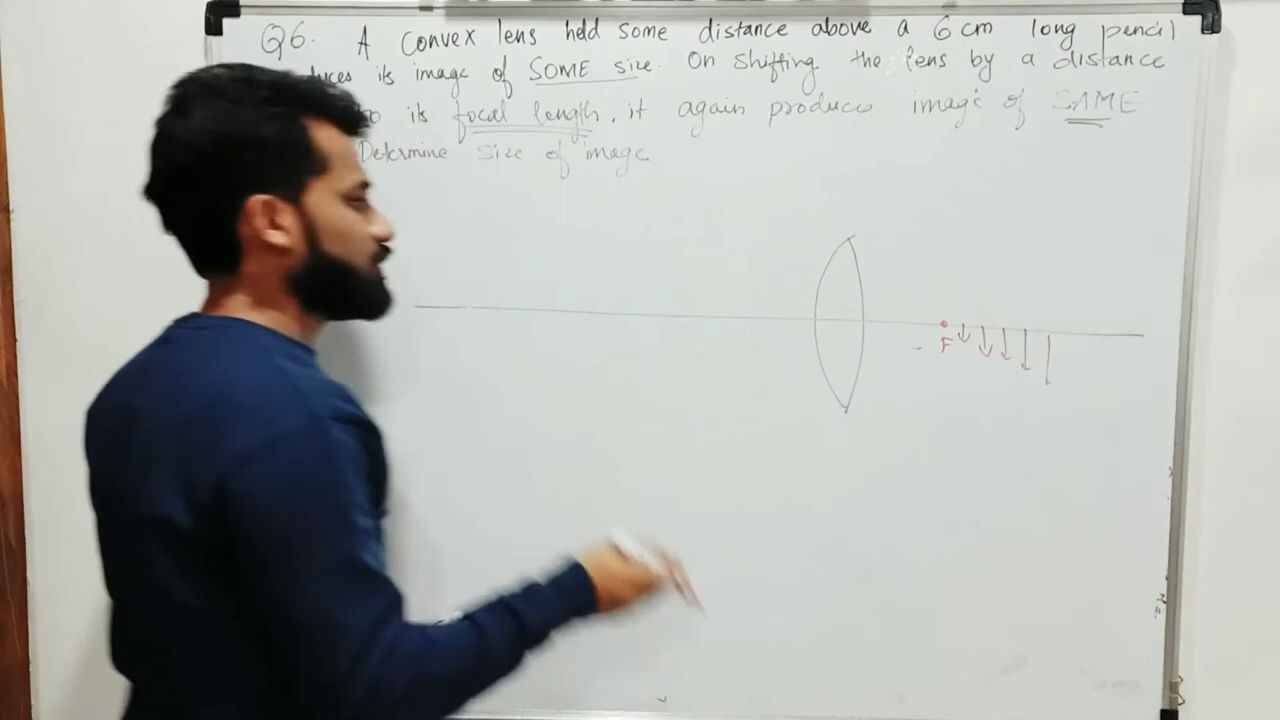 Q6. A convex lens held some distance above a 6 cm long pencil
its image of SOME size. On shifting the lens by a distance
its focal length, it again produces image of SAME
Determine size of image
F